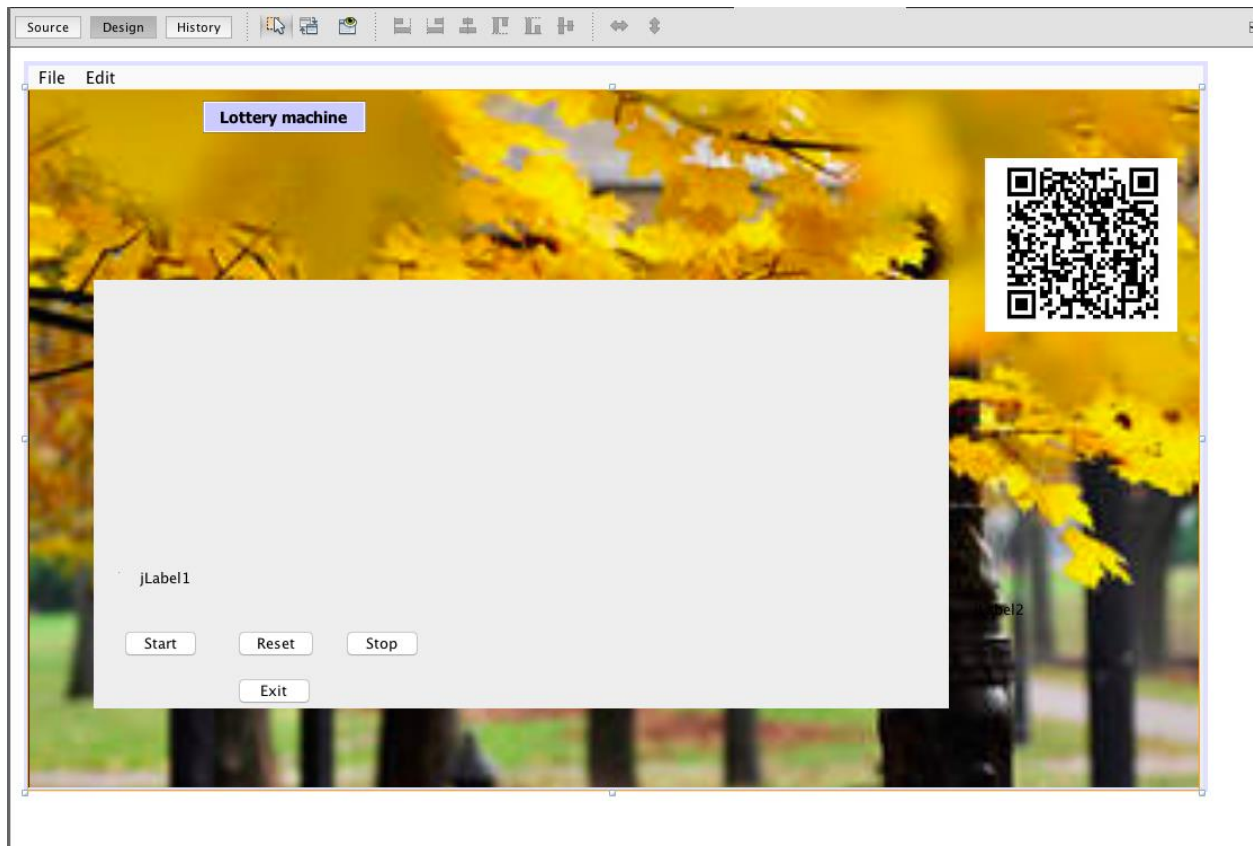 Source Design History
File Edit
Lottery machine
jLabel1
Start Reset Stop
Exit